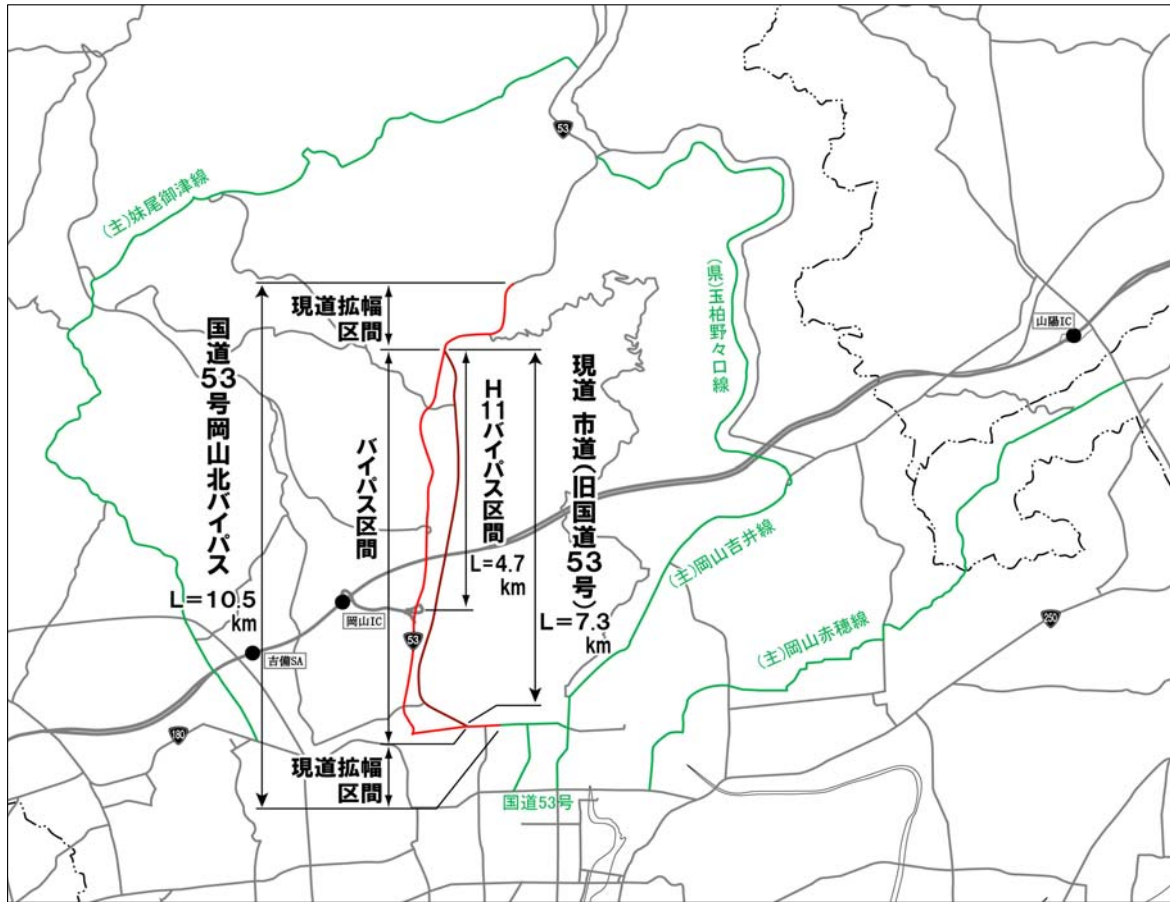 53
(主)妹尾御津線
(県)玉柏野々口線
山陽IC
現道拡幅
区間
国道53号岡山北バイパス
L=10.5
km
バイパス区間
H11バイパス区間
L=4.7
km
現道 市道(旧国道53号)
L=7.3
km
(主)岡山吉井線
岡山IC
53
250
(主)岡山赤穂線
吉備SA
180
現道拡幅
区間
国道53号